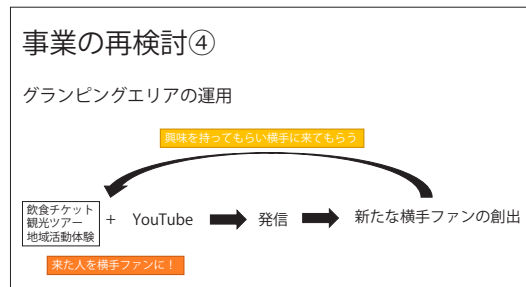 事業の再検討④
グランピングエリアの運用
興味を持ってもらい横手に来てもらう
飲食チケット
観光ツアー
地域活動体験
+ YouTube 発信 新たな横手ファンの創出
来た人を横手ファンに！